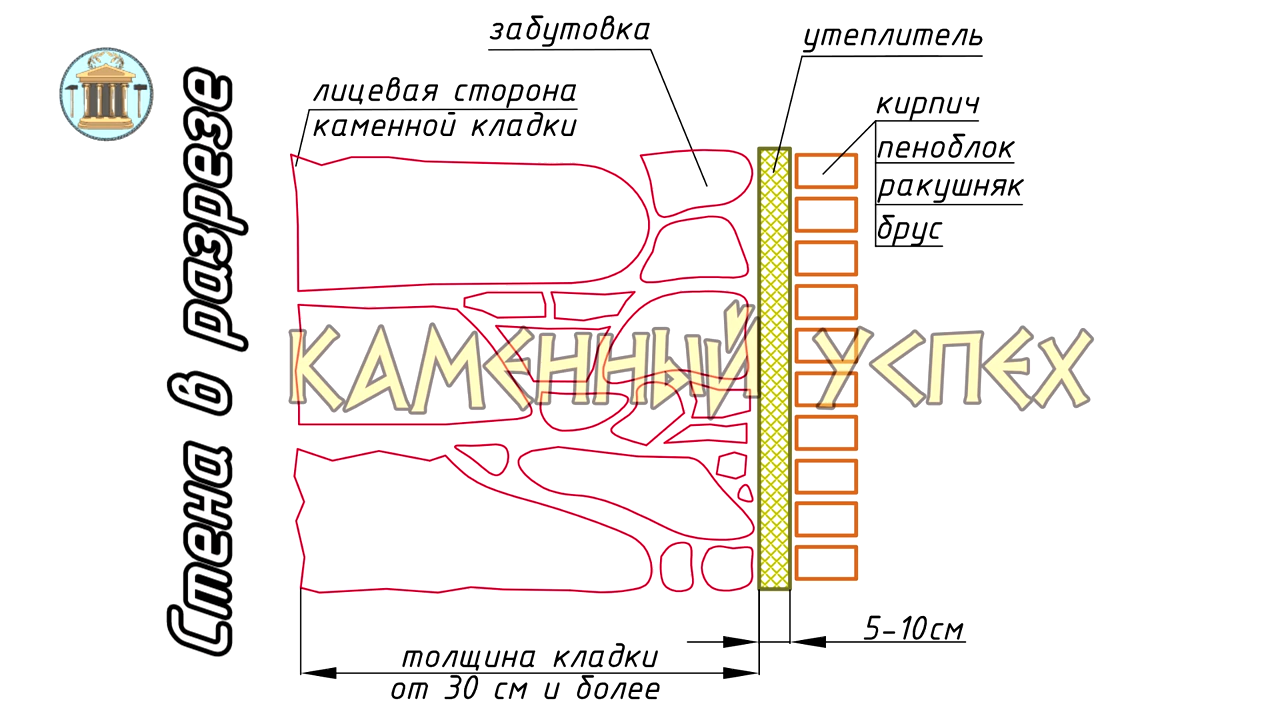 забутовка
утеплитель
лицевая сторона
каменной кладки
кирпич
пеноблок
ракушняк
брус
Стена в разрезе
КАМЕННЫЙ УСПЕХ
5-10см
толщина кладки
от 30 см и более